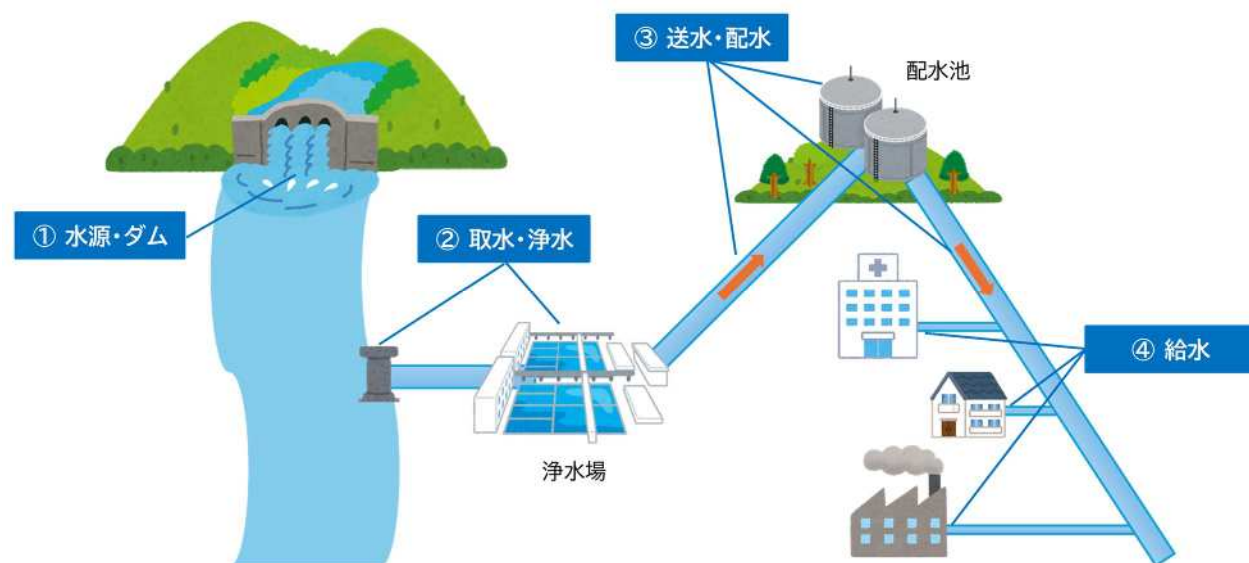 ③ 送水・配水
配水池
① 水源・ダム
② 取水・浄水
④ 給水
浄水場